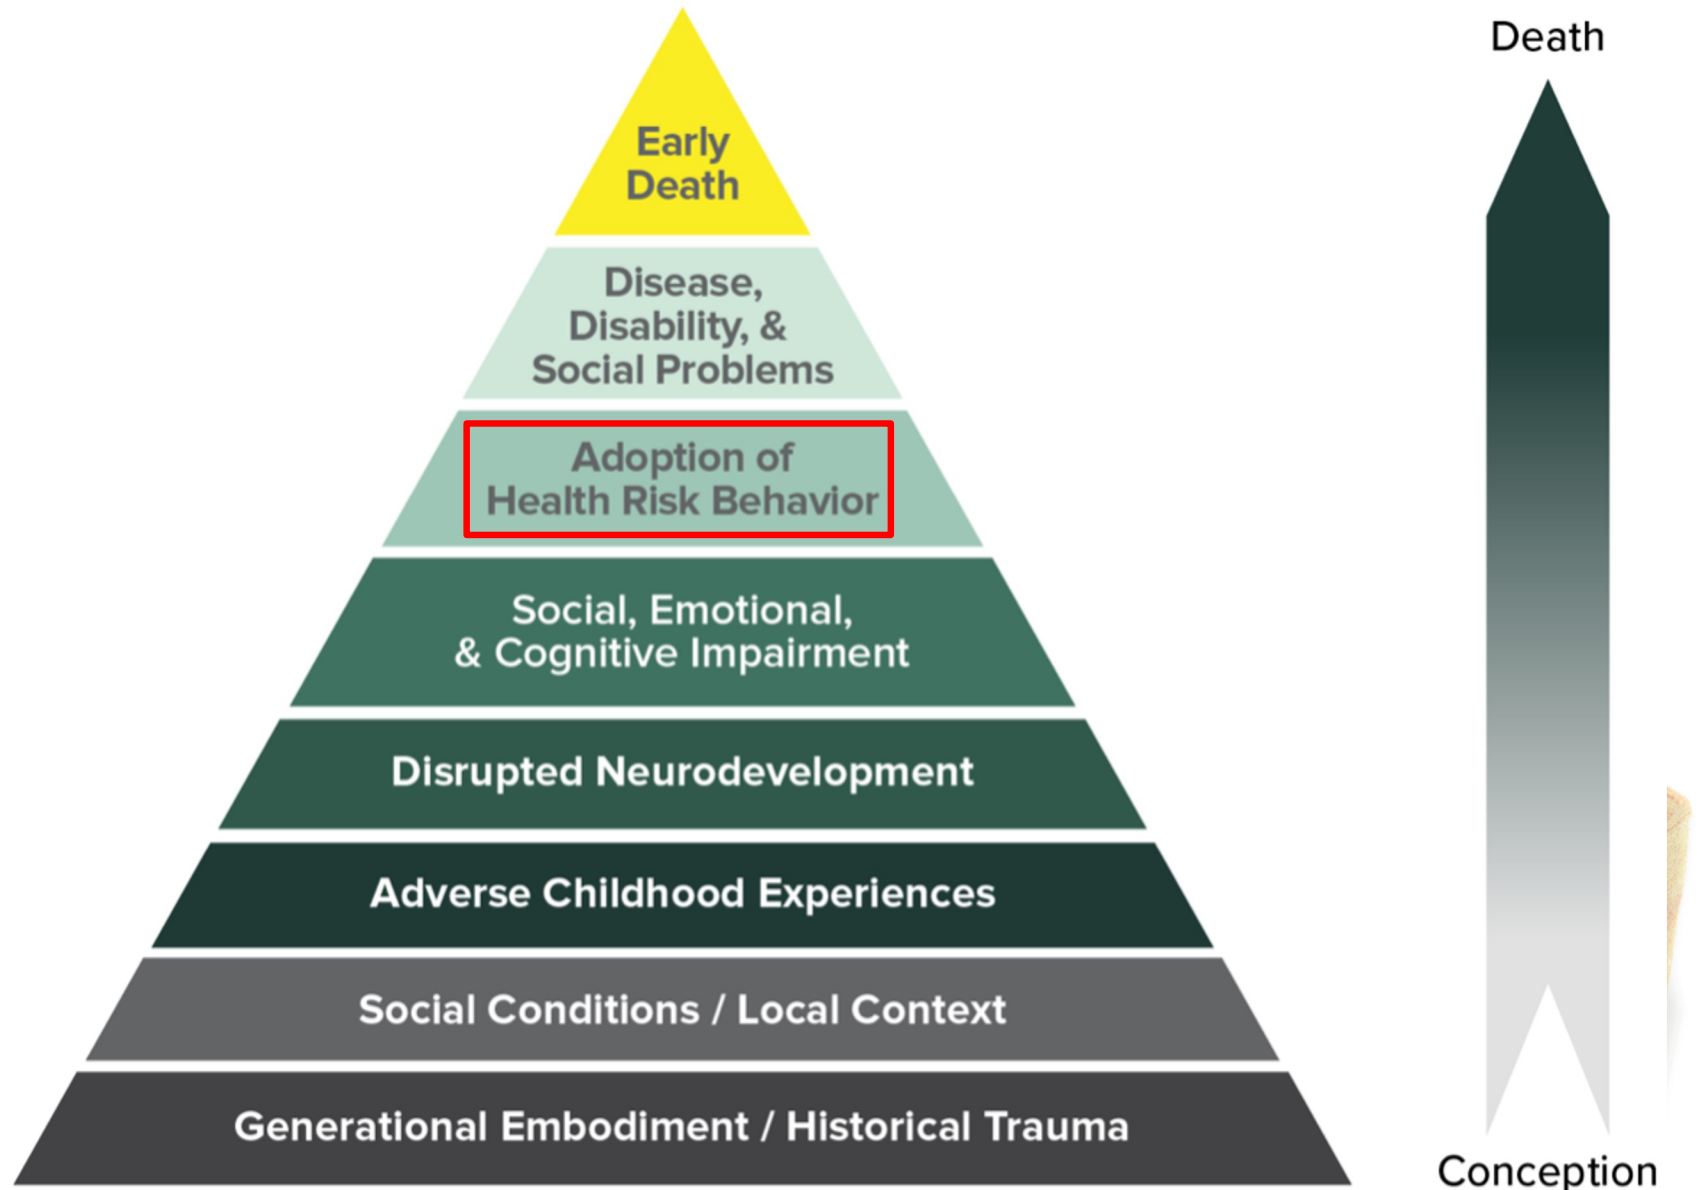 Death
Early
Death
Disease,
Disability, &
Social Problems
Adoption of
Health Risk Behavior
Social, Emotional,
& Cognitive Impairment
Disrupted Neurodevelopment
Adverse Childhood Experiences
Social Conditions / Local Context
Generational Embodiment / Historical Trauma
Conception